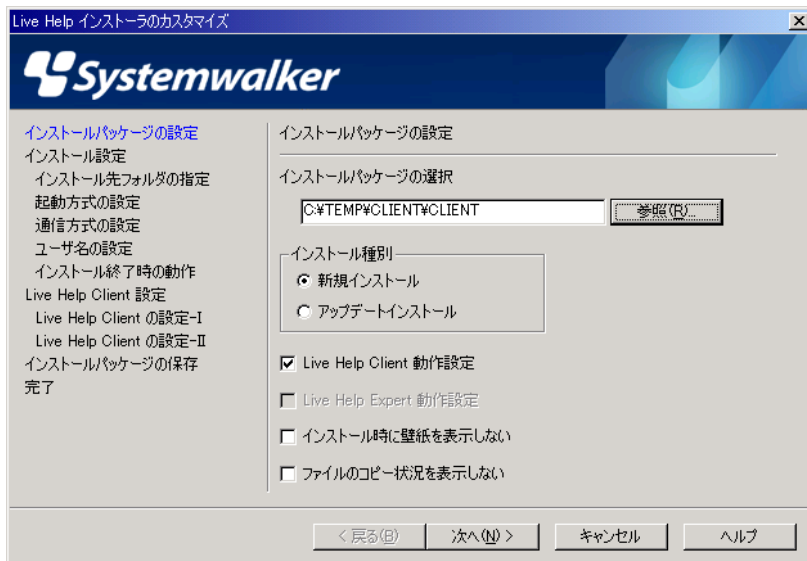 Live Help インストーラのカスタマイズ
Systemwalker
インストールパッケージの設定
インストール設定
インストール先フォルダの指定
起動方式の設定
通信方式の設定
ユーザ名の設定
インストール終了時の動作
Live Help Client 設定
Live Help Client の設定-I
Live Help Client の設定-II
インストールパッケージの保存
完了
インストールパッケージの設定
インストールパッケージの選択
C:¥TEMP¥CLIENT¥CLIENT
参照(R)...
インストール種別
新規インストール
アップデートインストール
Live Help Client 動作設定
Live Help Expert 動作設定
インストール時に壁紙を表示しない
ファイルのコピー状況を表示しない
< 戻る(B)
次へ(N) >
キャンセル
ヘルプ